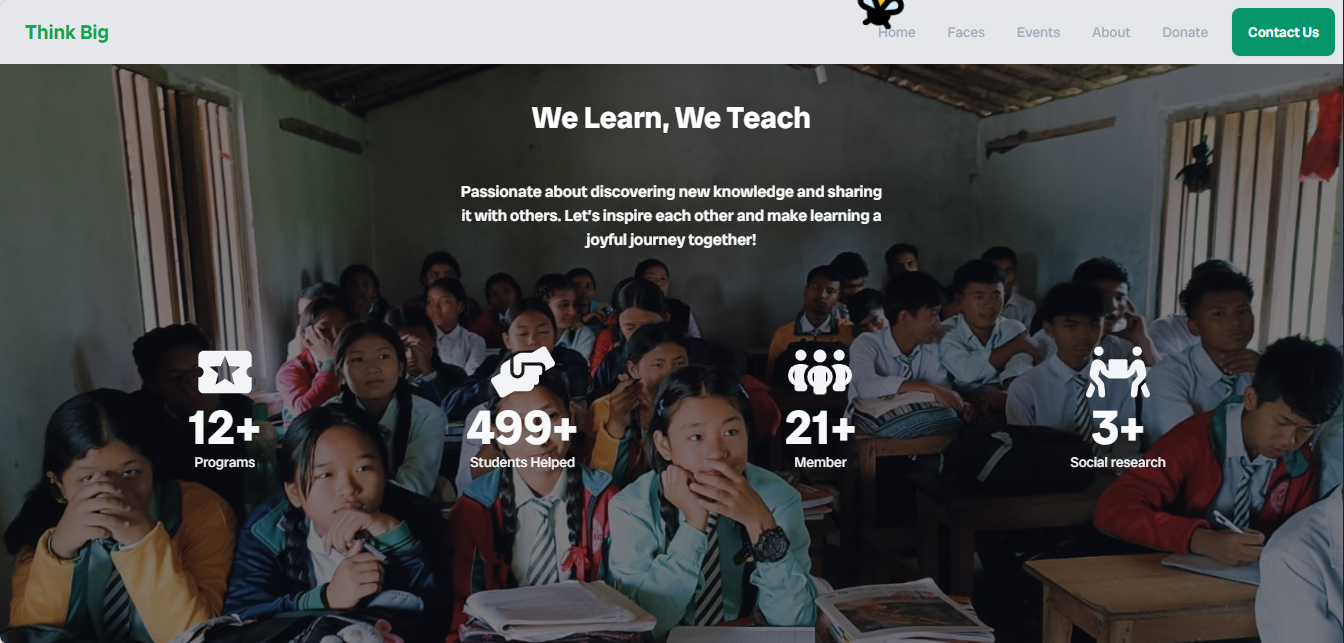 Think Big
Home Faces Events About Donate Contact Us
We Learn, We Teach
Passionate about discovering new knowledge and sharing
it with others. Let's inspire each other and make learning a
joyful journey together!
12+ 499+ 21+ 3+
Programs Students Helped Member Social research